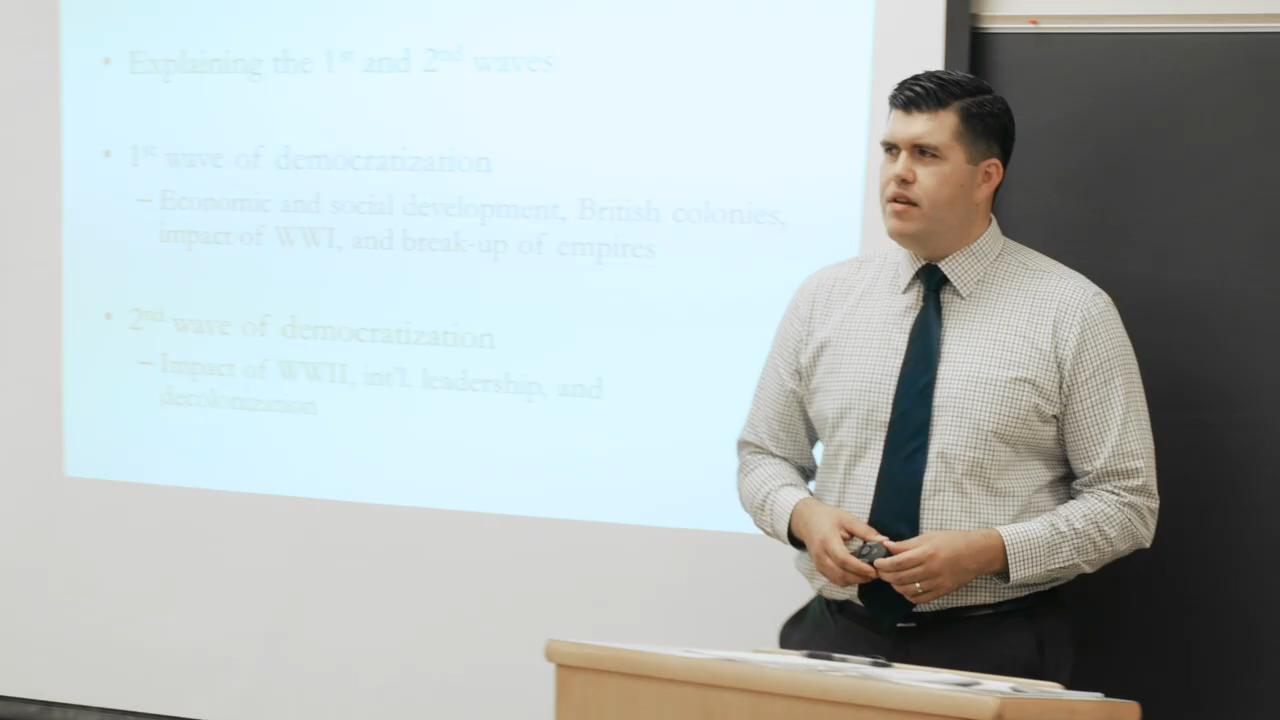 • Explaining the 1st and 2nd waves
• 1st wave of democratization
– Economic and social development, British colonies,
impact of WWI, and break-up of empires
• 2nd wave of democratization
– Impact of WWII, int'l. leadership, and
decolonization